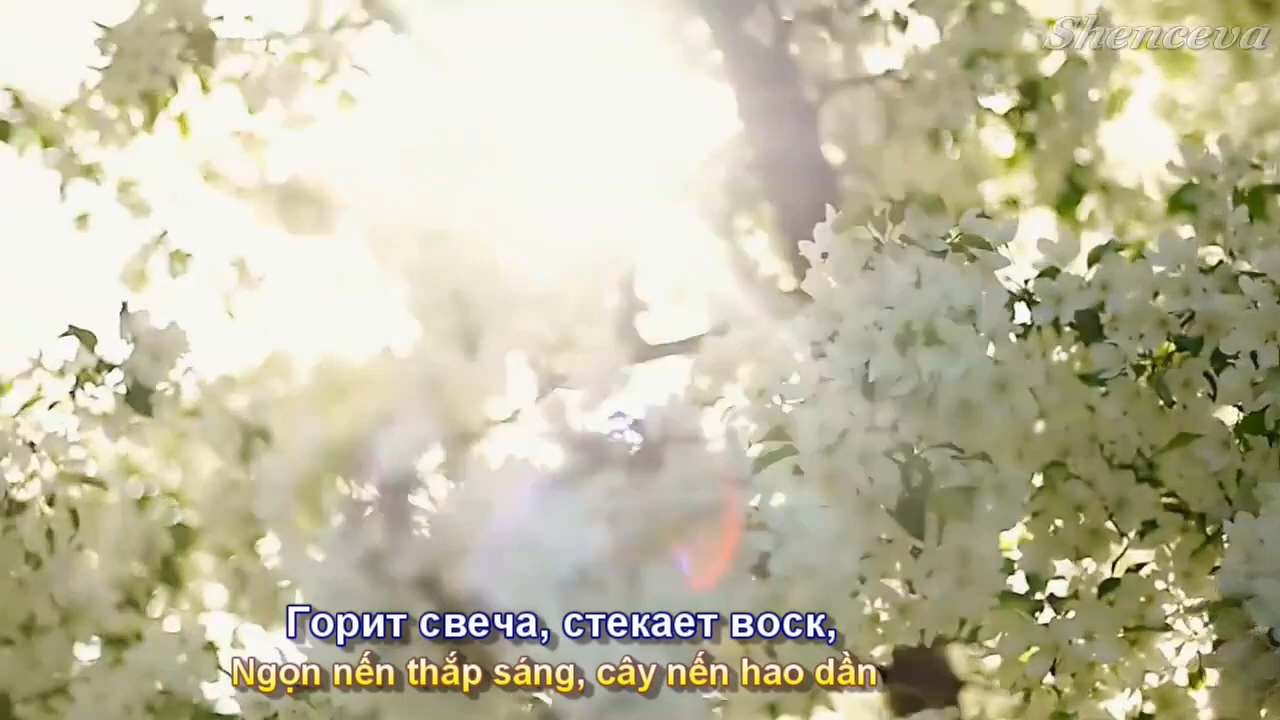 Shenceva
Горит свеча, стекает воск,
Ngọn nến thắp sáng, cây nến hao dần